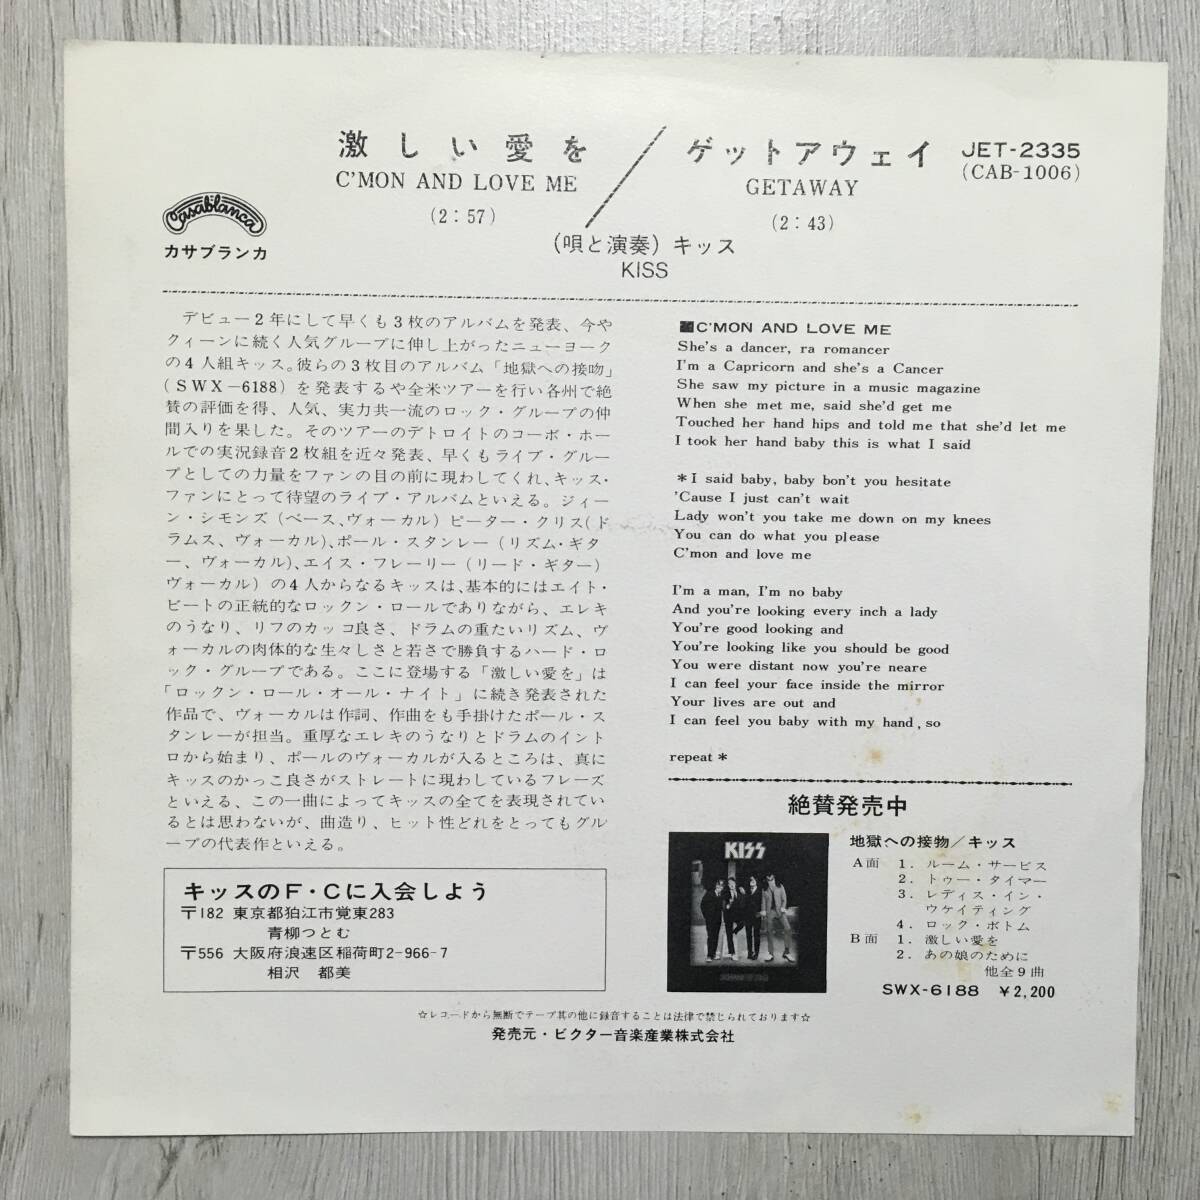 激しい愛を／ゲットアウェイ JET-2335
C'MON AND LOVE ME GETAWAY (CAB-1006)
(2：57) (2：43)
Casablanca
カサブランカ
(唄と演奏) キッス
KISS
デビュー2年にして早くも3枚のアルバムを発表、今や
クィーンに続く人気グループに伸し上がったニューヨーク
の4人組キッス。彼らの3枚目のアルバム「地獄への接吻」
(SWX-6188)を発表するや全米ツアーを行い各州で絶
賛の評価を得、人気、実力共一流のロック・グループの仲
間入りを果した。そのツアーのデトロイトのコーボ・ホー
ルでの実況録音2枚組を近々発表、早くもライブ・グルー
プとしての力量をファンの目の前に現わしてくれ、キッス・
ファンにとって待望のライブ・アルバムといえる。ジィー
ン・シモンズ(ベース、ヴォーカル)ピーター・クリス(ド
ラムス、ヴォーカル)、ポール・スタンレー(リズム・ギタ
ー、ヴォーカル)、エイス・フレーリー(リード・ギター)
ヴォーカル)の4人からなるキッスは、基本的にはエイト・
ビートの正統的なロックン・ロールでありながら、エレキ
のうなり、リフのカッコ良さ、ドラムの重たいリズム、ヴ
ォーカルの肉体的な生々しさと若さで勝負するハード・ロ
ック・グループである。ここに登場する「激しい愛を」は
「ロックン・ロール・オール・ナイト」に続き発表された
作品で、ヴォーカルは作詞、作曲をも手掛けたポール・ス
タンレーが担当。重厚なエレキのうなりとドラムのイント
ロから始まり、ポールのヴォーカルが入るところは、真に
キッスのかっこ良さがストレートに現わしているフレーズ
といえる、この一曲によってキッスの全てを表現されてい
るとは思わないが、曲造り、ヒット性どれをとってもグル
ープの代表作といえる。
キッスのF・Cに入会しよう
〒182 東京都狛江市覚東283
青柳つとむ
〒556 大阪府浪速区稲荷町2-966-7
相沢 都美
C'MON AND LOVE ME
She's a dancer, ra romancer
I'm a Capricorn and she's a Cancer
She saw my picture in a music magazine
When she met me, said she'd get me
Touched her hand hips and told me that she'd let me
I took her hand baby this is what I said
*I said baby, baby bon't you hesitate
'Cause I just can't wait
Lady won't you take me down on my knees
You can do what you please
C'mon and love me
I'm a man, I'm no baby
And you're looking every inch a lady
You're good looking and
You're looking like you should be good
You were distant now you're neare
I can feel your face inside the mirror
Your lives are out and
I can feel you baby with my hand, so
repeat *
絶賛発売中
KISS
地獄への接物／キッス
A面 1. ルーム・サービス
2. トゥー・タイマー
3. レディス・イン・
ウケイティング
4. ロック・ボトム
B面 1. 激しい愛を
2. あの娘のために
他全9曲
SWX-6188 ￥2,200
☆レコードから無断でテープ其の他に録音することは法律で禁じられております☆
発売元・ビクター音楽産業株式会社